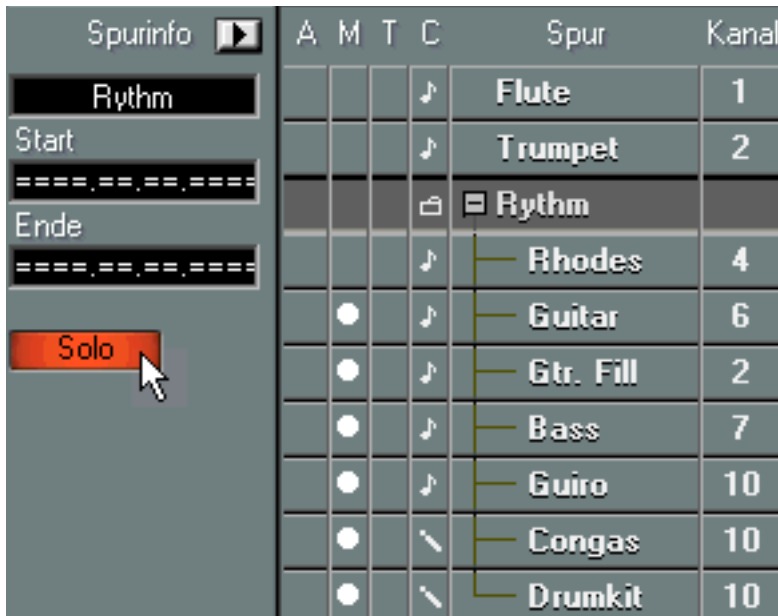 Spurinfo
Rythm
Start
====.==.==.====
Ende
====.==.==.====
Solo
A M T C Spur Kanal
Flute 1
Trumpet 2
Rythm
Rhodes 4
Guitar 6
Gtr. Fill 2
Bass 7
Guiro 10
Congas 10
Drumkit 10